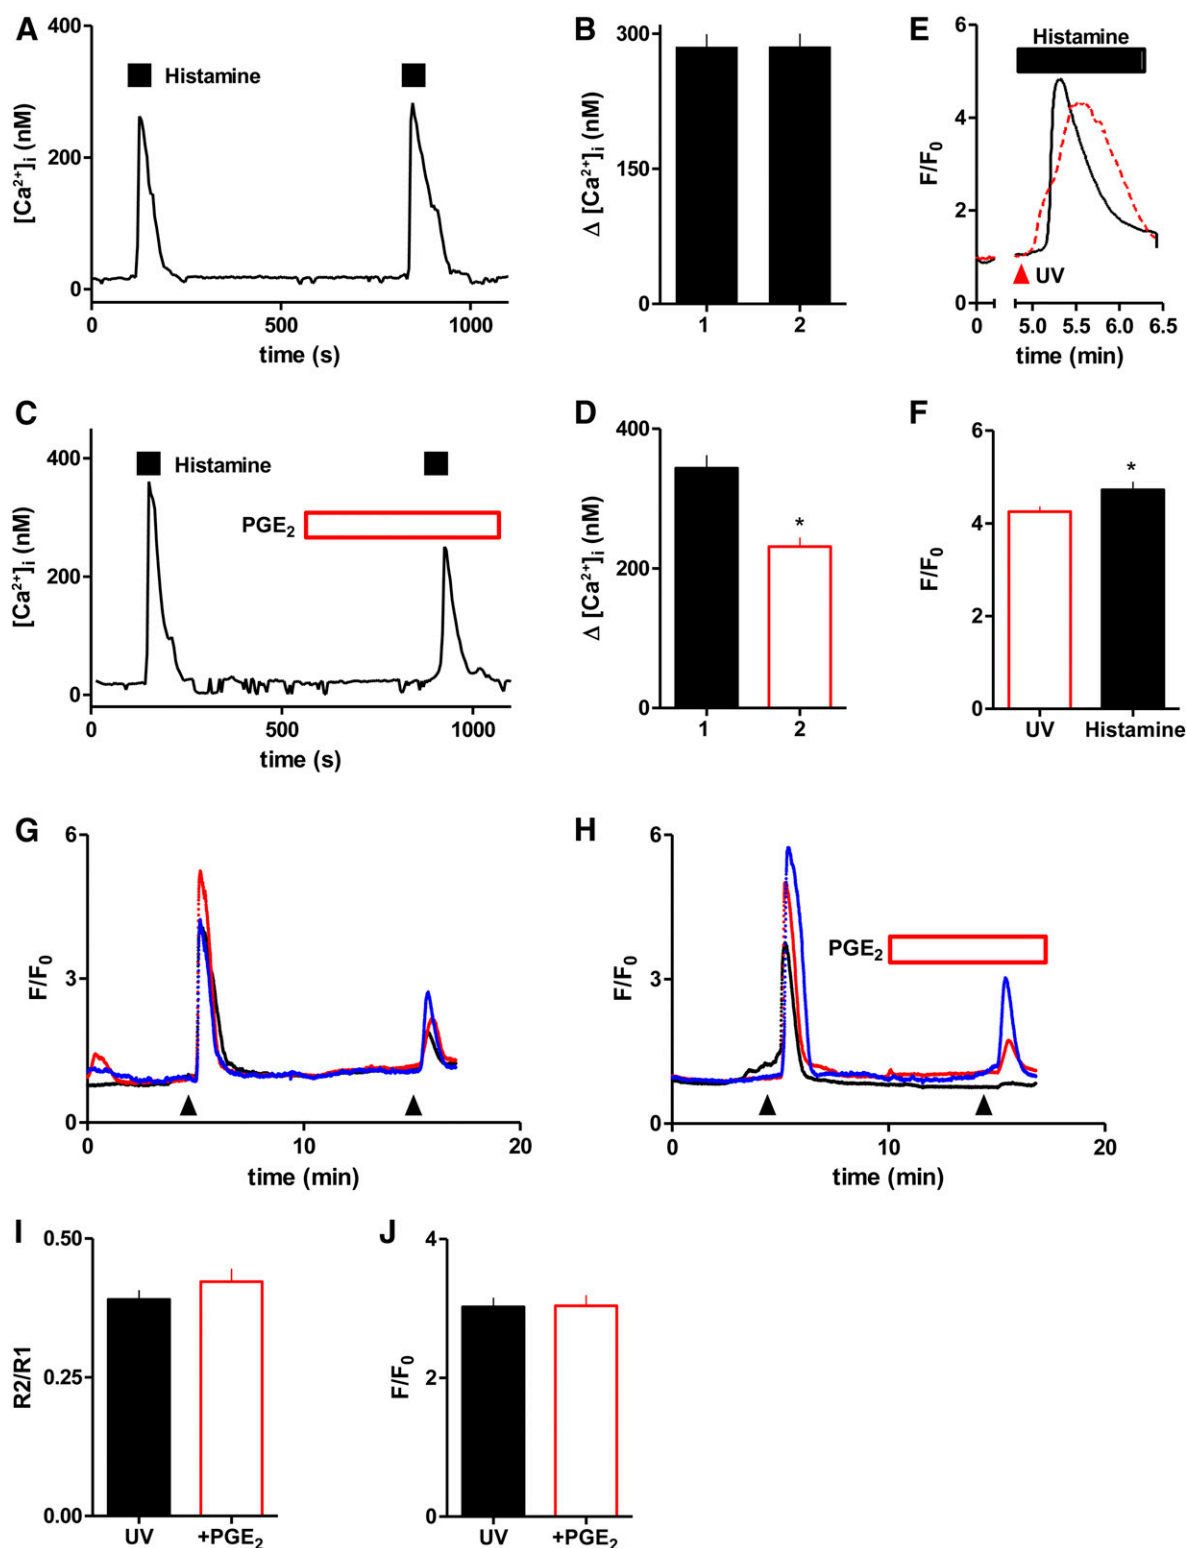 A
400
200
0
[Ca²⁺]ᵢ (nM)
Histamine
0
500
1000
time (s)
B
300
150
0
Δ [Ca²⁺]ᵢ (nM)
1
2
E
6
4
2
0
F/F₀
Histamine
UV
0
5.0
5.5
6.0
6.5
time (min)
C
400
200
0
[Ca²⁺]ᵢ (nM)
Histamine
PGE₂
0
500
1000
time (s)
D
400
200
0
Δ [Ca²⁺]ᵢ (nM)
*
1
2
F
6
4
2
0
F/F₀
*
UV
Histamine
G
6
3
0
F/F₀
0
10
20
time (min)
H
6
3
0
F/F₀
PGE₂
0
10
20
time (min)
I
0.50
0.25
0.00
R2/R1
UV
+PGE₂
J
4
2
0
F/F₀
UV
+PGE₂